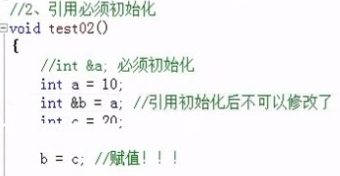 //2、引用必须初始化
void test02()
{
//int &a; 必须初始化
int a = 10;
int &b = a; //引用初始化后不可以修改了
int c = 20;
b = c; //赋值！！！